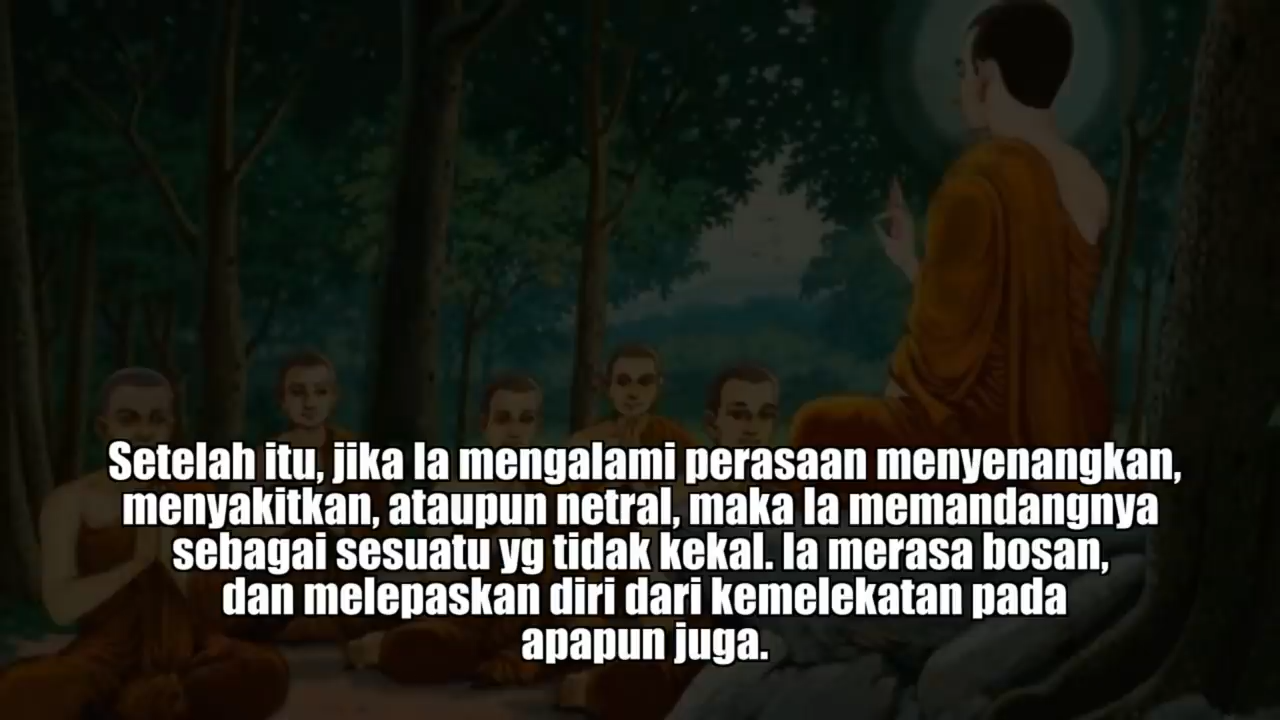 Setelah itu, jika Ia mengalami perasaan menyenangkan,
menyakitkan, ataupun netral, maka Ia memandangnya
sebagai sesuatu yg tidak kekal. Ia merasa bosan,
dan melepaskan diri dari kemelekatan pada
apapun juga.